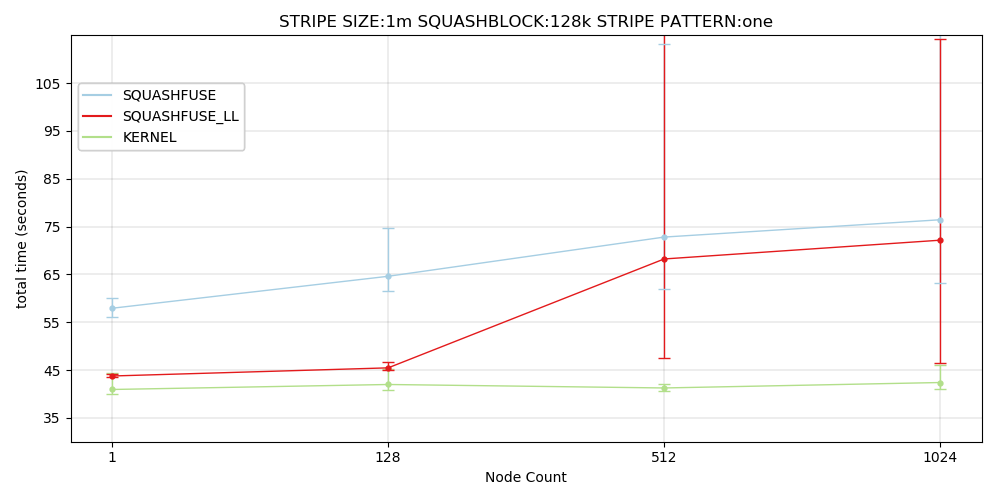 STRIPE SIZE:1m SQUASHBLOCK:128k STRIPE PATTERN:one
total time (seconds)
105
95
85
75
65
55
45
35
SQUASHFUSE
SQUASHFUSE_LL
KERNEL
1 128 512 1024
Node Count